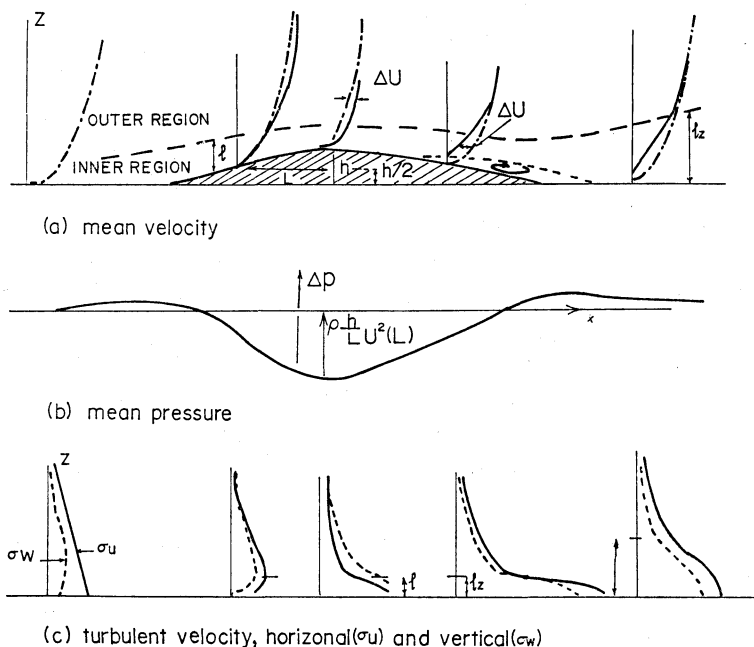 Z
ΔU
ΔU
OUTER REGION
INNER REGION
l
lz
L
h
h/2
(a) mean velocity
Δp
ρ h/L U²(L)
x
(b) mean pressure
Z
σw
σu
l
lz
(c) turbulent velocity, horizonal(σu) and vertical(σw)